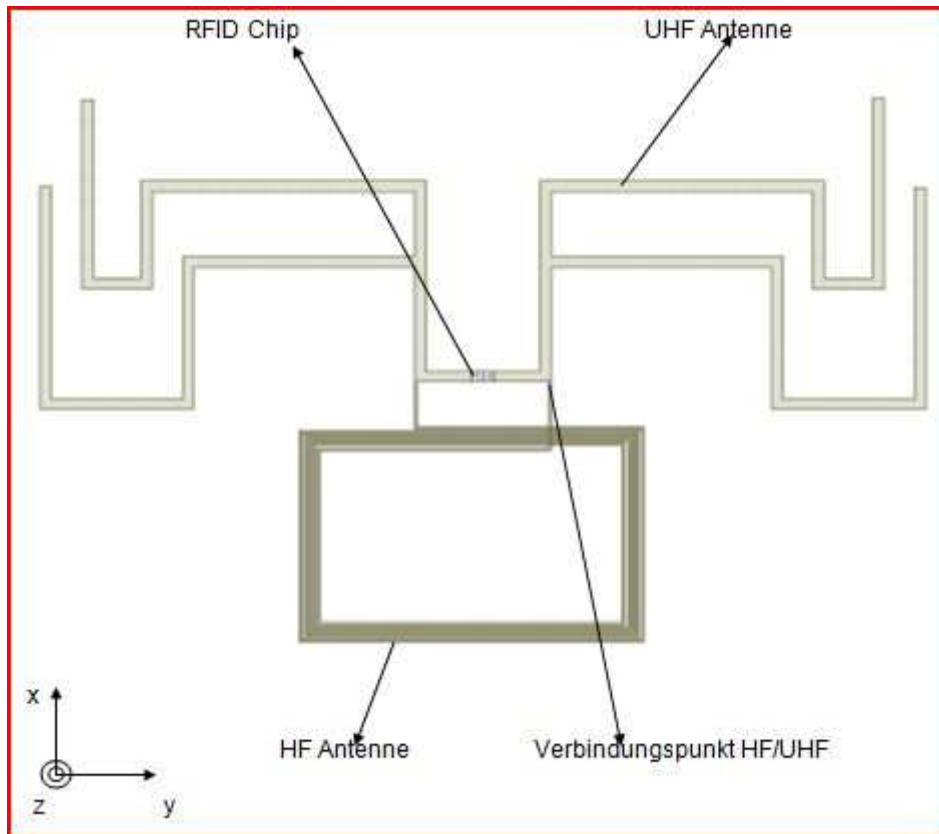 RFID Chip
UHF Antenne
HF Antenne
Verbindungspunkt HF/UHF
x
z
y